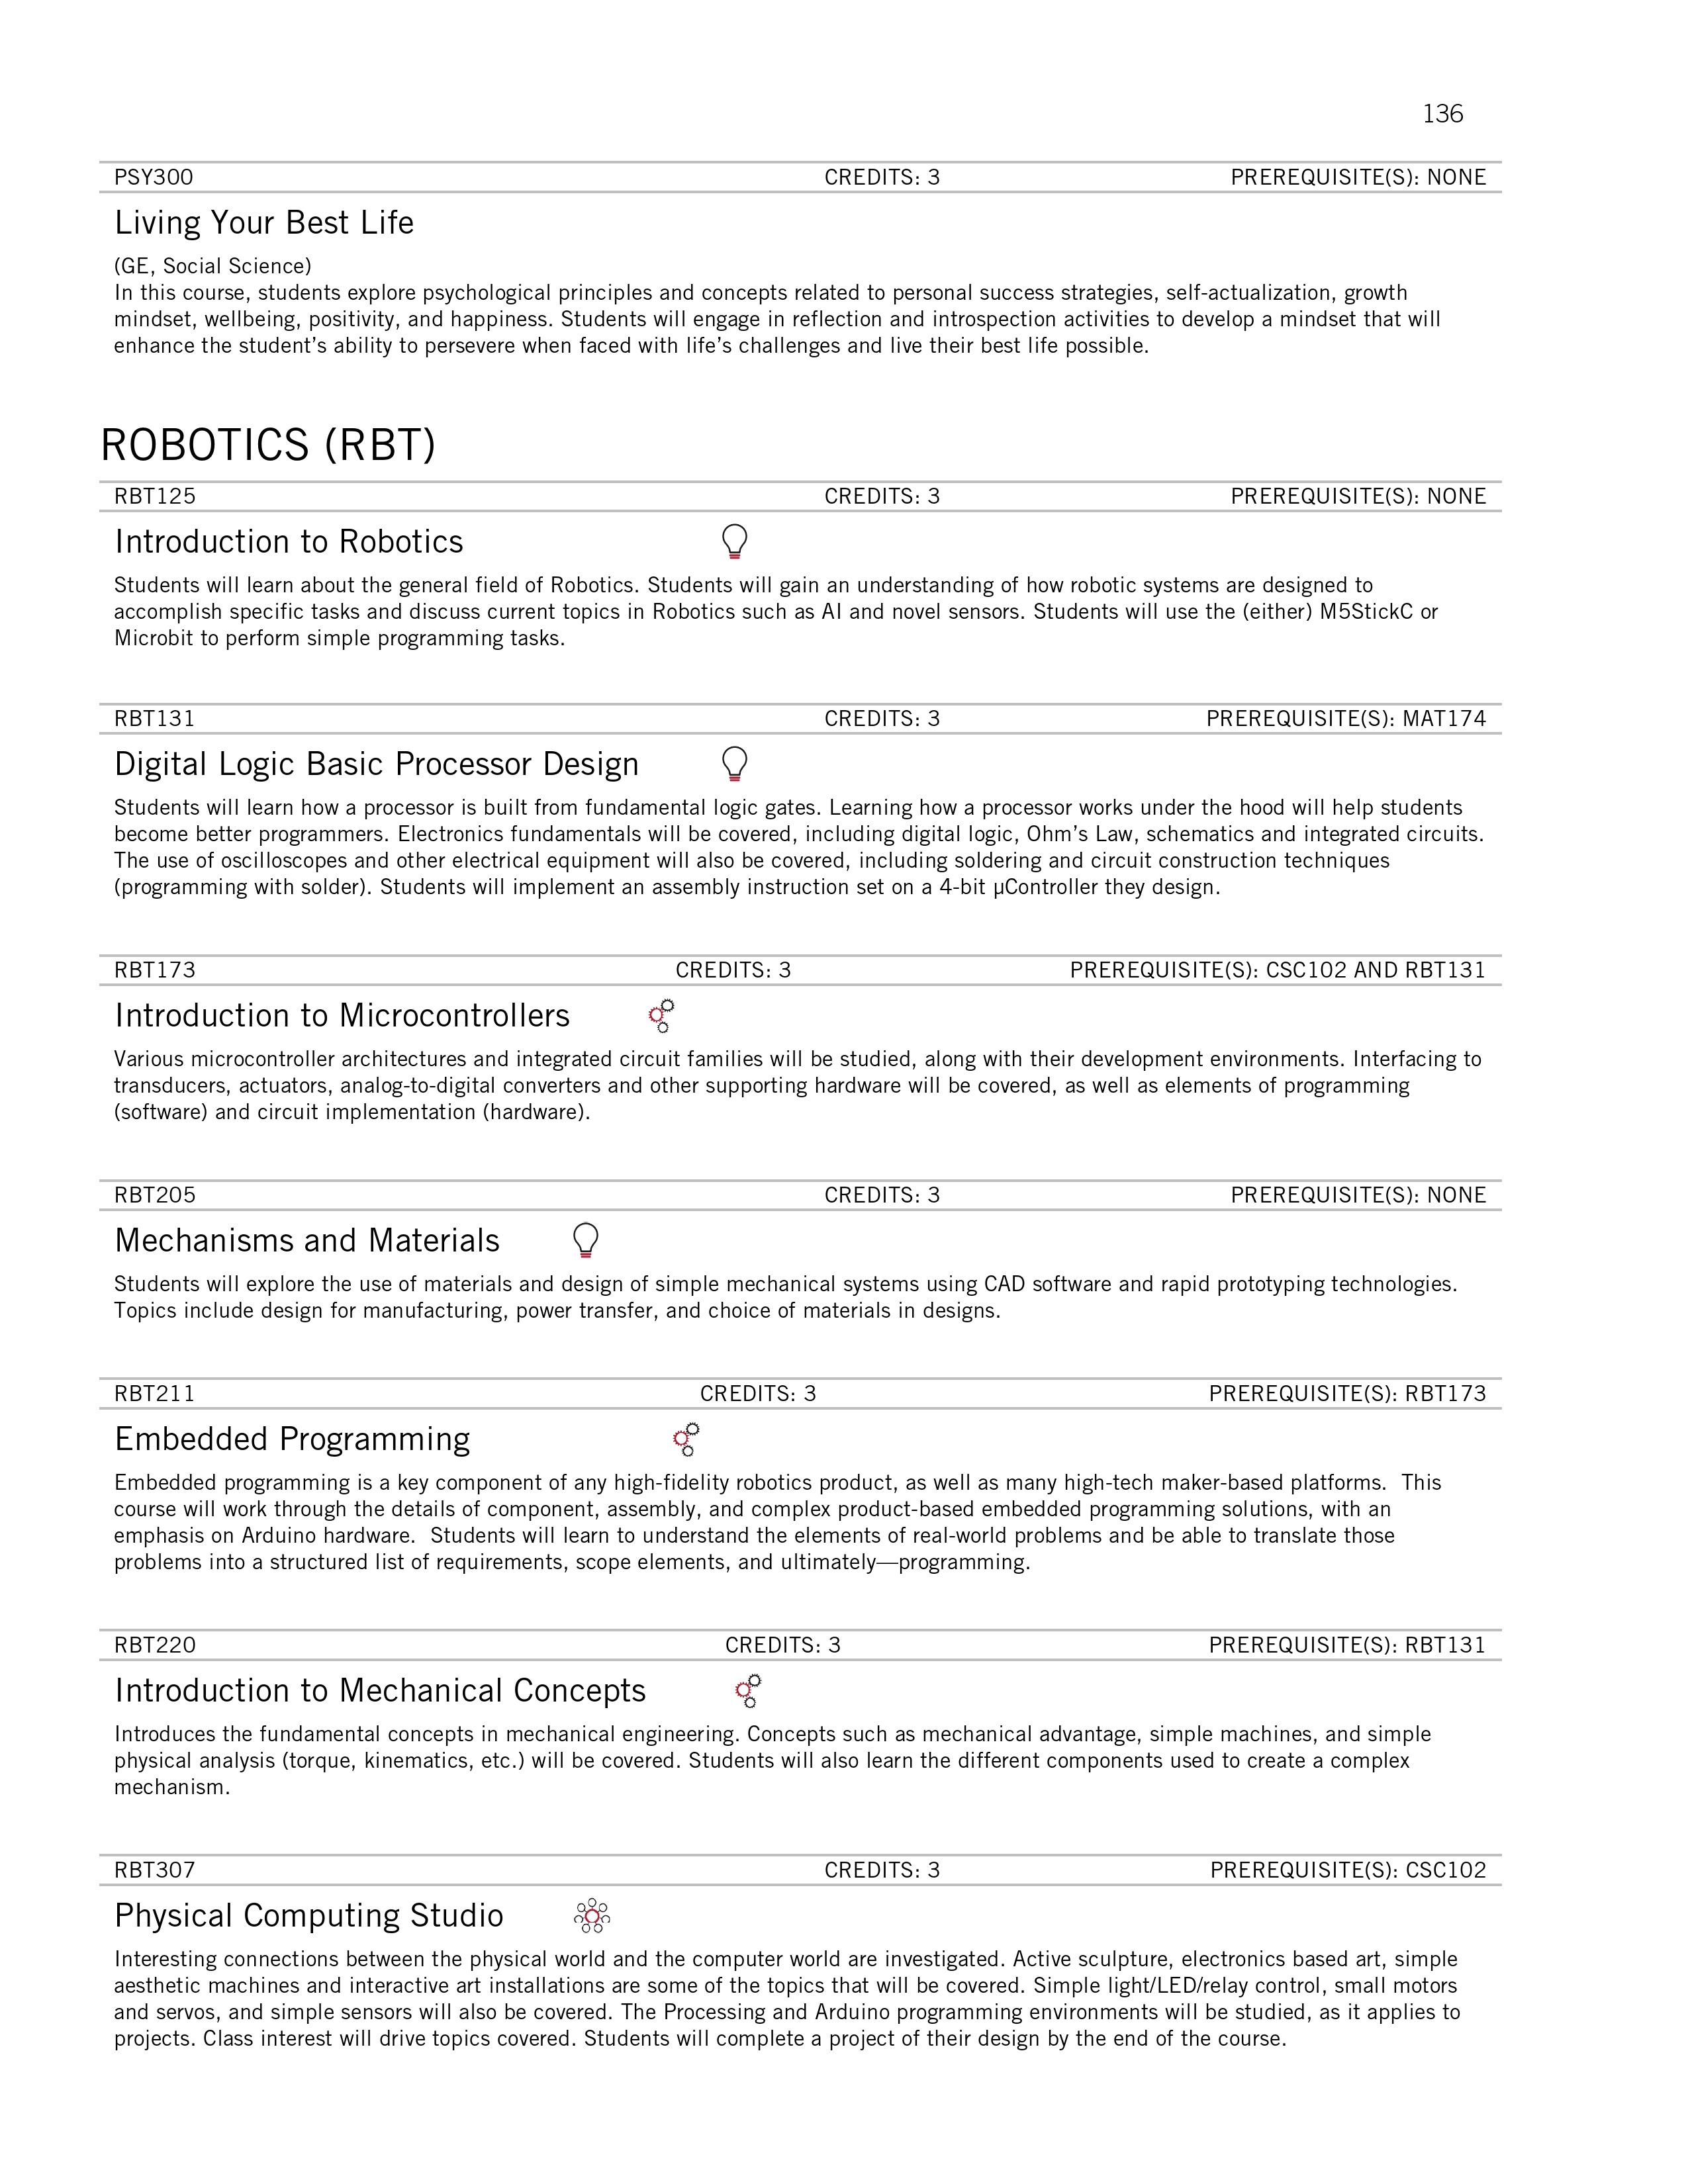 136
PSY300 CREDITS: 3 PREREQUISITE(S): NONE
Living Your Best Life
(GE, Social Science)
In this course, students explore psychological principles and concepts related to personal success strategies, self-actualization, growth
mindset, wellbeing, positivity, and happiness. Students will engage in reflection and introspection activities to develop a mindset that will
enhance the student’s ability to persevere when faced with life’s challenges and live their best life possible.
ROBOTICS (RBT)
RBT125 CREDITS: 3 PREREQUISITE(S): NONE
Introduction to Robotics
Students will learn about the general field of Robotics. Students will gain an understanding of how robotic systems are designed to
accomplish specific tasks and discuss current topics in Robotics such as AI and novel sensors. Students will use the (either) M5StickC or
Microbit to perform simple programming tasks.
RBT131 CREDITS: 3 PREREQUISITE(S): MAT174
Digital Logic Basic Processor Design
Students will learn how a processor is built from fundamental logic gates. Learning how a processor works under the hood will help students
become better programmers. Electronics fundamentals will be covered, including digital logic, Ohm’s Law, schematics and integrated circuits.
The use of oscilloscopes and other electrical equipment will also be covered, including soldering and circuit construction techniques
(programming with solder). Students will implement an assembly instruction set on a 4-bit µController they design.
RBT173 CREDITS: 3 PREREQUISITE(S): CSC102 AND RBT131
Introduction to Microcontrollers
Various microcontroller architectures and integrated circuit families will be studied, along with their development environments. Interfacing to
transducers, actuators, analog-to-digital converters and other supporting hardware will be covered, as well as elements of programming
(software) and circuit implementation (hardware).
RBT205 CREDITS: 3 PREREQUISITE(S): NONE
Mechanisms and Materials
Students will explore the use of materials and design of simple mechanical systems using CAD software and rapid prototyping technologies.
Topics include design for manufacturing, power transfer, and choice of materials in designs.
RBT211 CREDITS: 3 PREREQUISITE(S): RBT173
Embedded Programming
Embedded programming is a key component of any high-fidelity robotics product, as well as many high-tech maker-based platforms.  This
course will work through the details of component, assembly, and complex product-based embedded programming solutions, with an
emphasis on Arduino hardware.  Students will learn to understand the elements of real-world problems and be able to translate those
problems into a structured list of requirements, scope elements, and ultimately—programming.
RBT220 CREDITS: 3 PREREQUISITE(S): RBT131
Introduction to Mechanical Concepts
Introduces the fundamental concepts in mechanical engineering. Concepts such as mechanical advantage, simple machines, and simple
physical analysis (torque, kinematics, etc.) will be covered. Students will also learn the different components used to create a complex
mechanism.
RBT307 CREDITS: 3 PREREQUISITE(S): CSC102
Physical Computing Studio
Interesting connections between the physical world and the computer world are investigated. Active sculpture, electronics based art, simple
aesthetic machines and interactive art installations are some of the topics that will be covered. Simple light/LED/relay control, small motors
and servos, and simple sensors will also be covered. The Processing and Arduino programming environments will be studied, as it applies to
projects. Class interest will drive topics covered. Students will complete a project of their design by the end of the course.